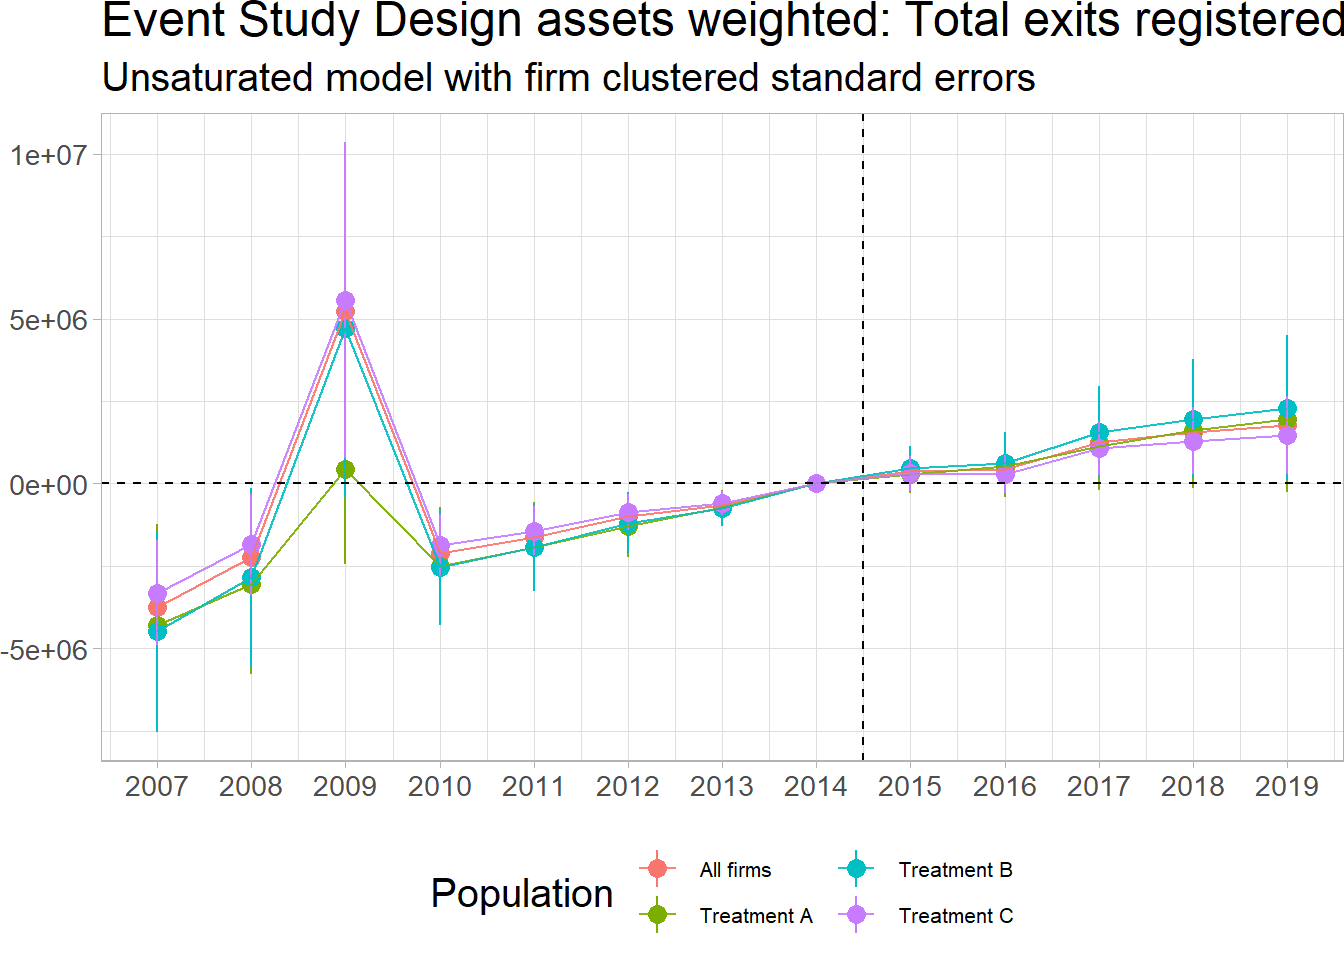 Event Study Design assets weighted: Total exits registered
Unsaturated model with firm clustered standard errors
1e+07
5e+06
0e+00
-5e+06
2007 2008 2009 2010 2011 2012 2013 2014 2015 2016 2017 2018 2019
Population
All firms
Treatment B
Treatment A
Treatment C